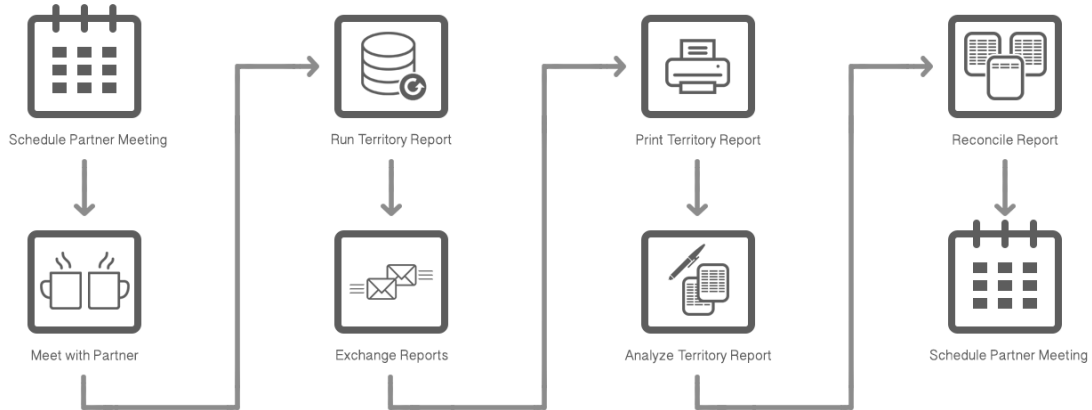 Schedule Partner Meeting
Meet with Partner
Run Territory Report
Exchange Reports
Print Territory Report
Analyze Territory Report
Reconcile Report
Schedule Partner Meeting